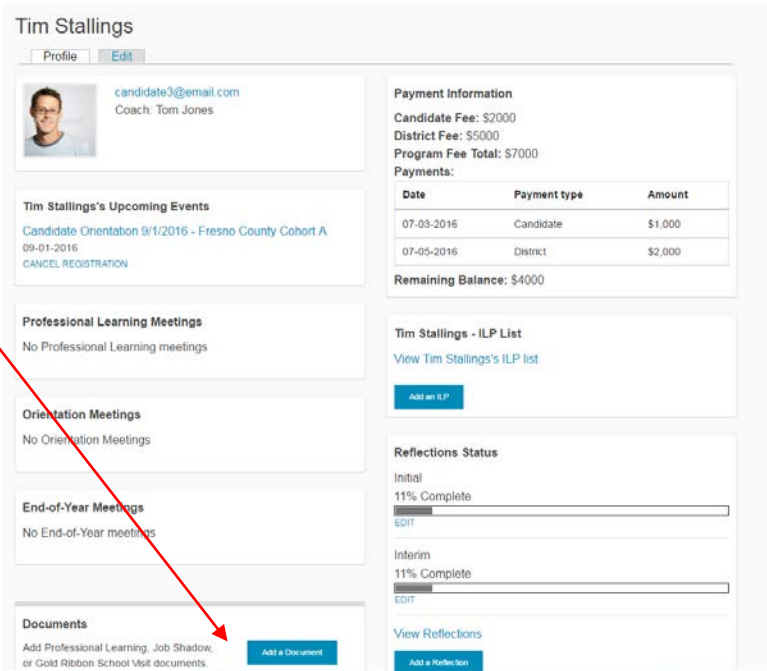 Tim Stallings
Profile
Edit
candidate3@email.com
Coach: Tom Jones
Tim Stallings's Upcoming Events
Candidate Orientation 9/1/2016 - Fresno County Cohort A
09-01-2016
CANCEL REGISTRATION
Professional Learning Meetings
No Professional Learning meetings
Orientation Meetings
No Orientation Meetings
End-of-Year Meetings
No End-of-Year meetings
Documents
Add Professional Learning, Job Shadow,
or Gold Ribbon School Visit documents.
Add a Document
Payment Information
Candidate Fee: $2000
District Fee: $5000
Program Fee Total: $7000
Payments:
Date Payment type Amount
07-03-2016 Candidate $1,000
07-05-2016 District $2,000
Remaining Balance: $4000
Tim Stallings - ILP List
View Tim Stallings's ILP list
Add an ILP
Reflections Status
Initial
11% Complete
EDIT
Interim
11% Complete
EDIT
View Reflections
Add a Reflection